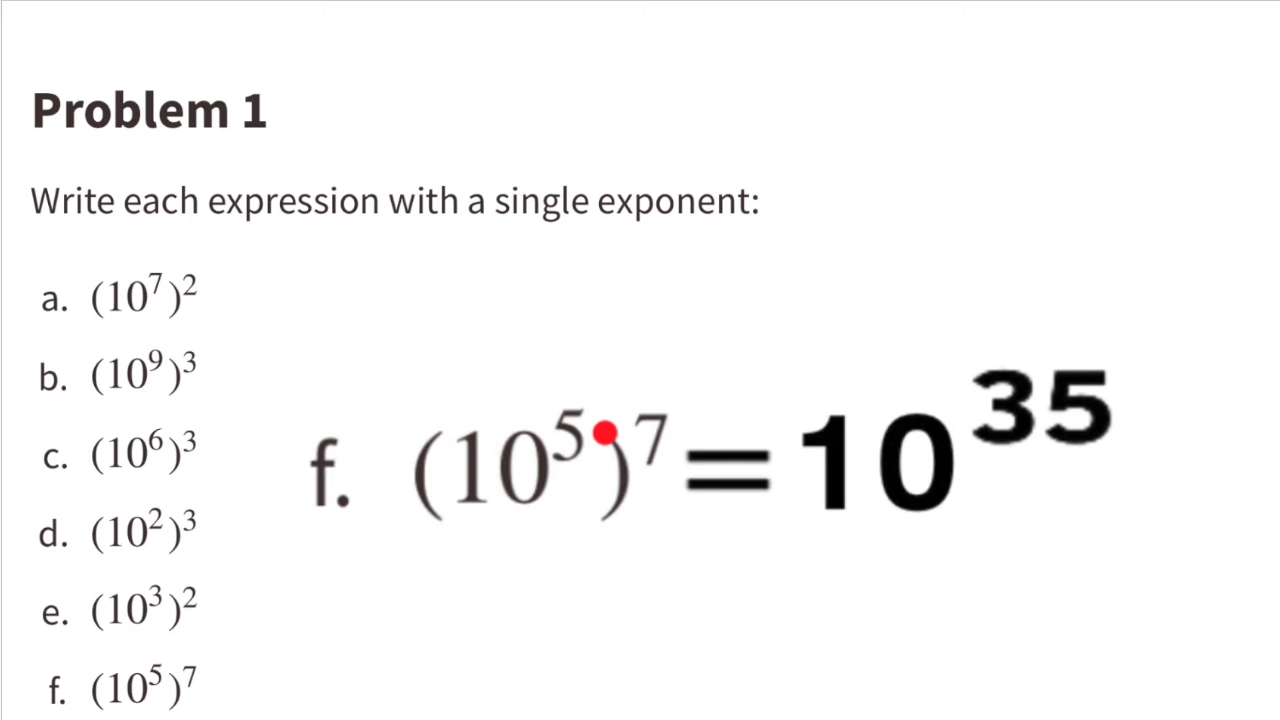 Problem 1
Write each expression with a single exponent:
a. (10⁷)²
b. (10⁹)³
c. (10⁶)³
d. (10²)³
e. (10³)²
f. (10⁵)⁷
f. (10⁵•)⁷=10³⁵